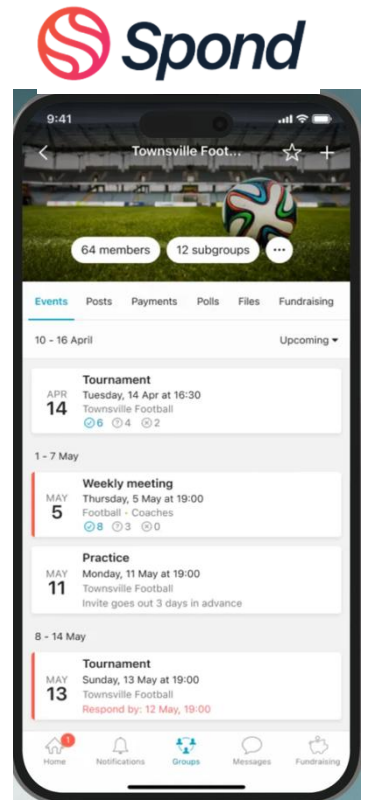 Spond
9:41
Townsville Foot...
64 members
12 subgroups
Events Posts Payments Polls Files Fundraising
10 - 16 April
Upcoming
APR
14
Tournament
Tuesday, 14 Apr at 16:30
Townsville Football
6 4 2
1 - 7 May
MAY
5
Weekly meeting
Thursday, 5 May at 19:00
Football - Coaches
8 3 0
MAY
11
Practice
Monday, 11 May at 19:00
Townsville Football
Invite goes out 3 days in advance
8 - 14 May
MAY
13
Tournament
Sunday, 13 May at 19:00
Townsville Football
Respond by: 12 May, 19:00
1
Home Notifications Groups Messages Fundraising